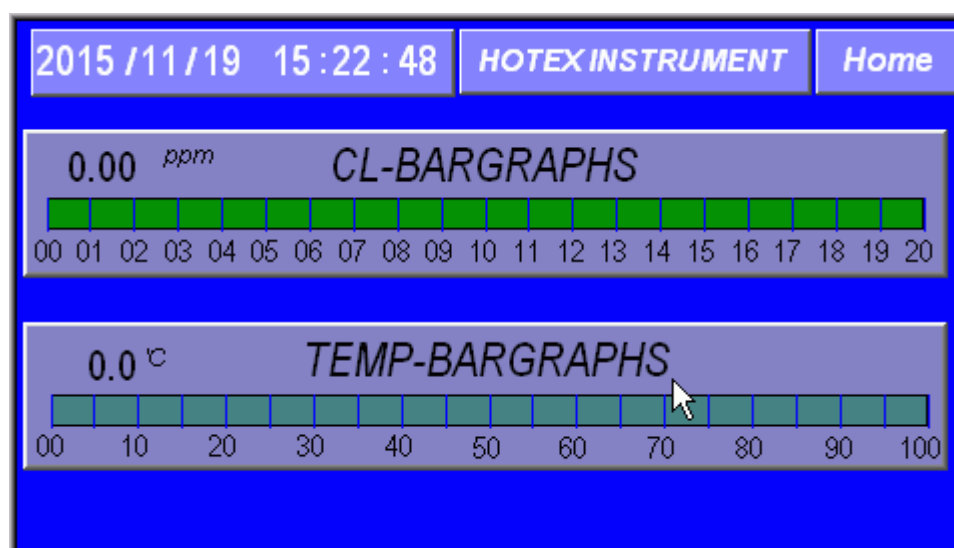 2015 /11/19 15:22:48 HOTEX INSTRUMENT Home
0.00 ppm CL-BARGRAPHS
00 01 02 03 04 05 06 07 08 09 10 11 12 13 14 15 16 17 18 19 20
0.0 ℃ TEMP-BARGRAPHS
00 10 20 30 40 50 60 70 80 90 100